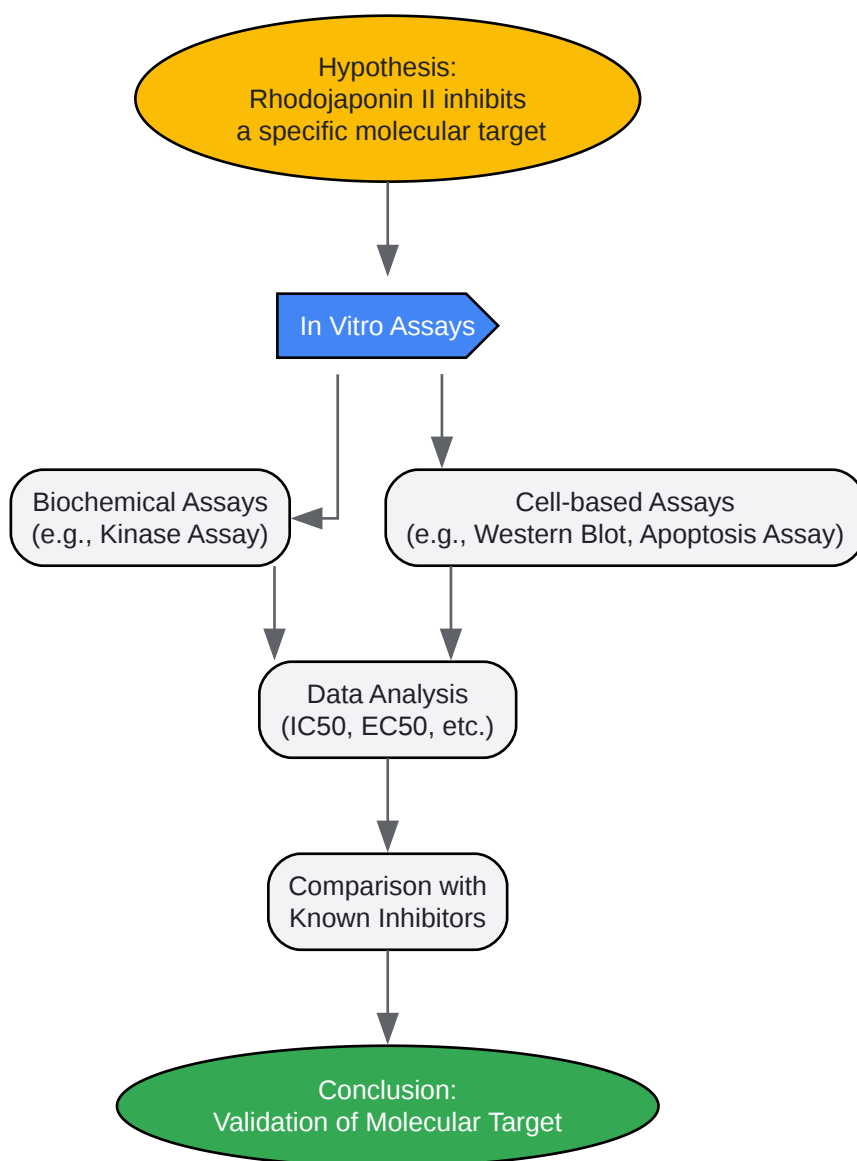 Hypothesis:
Rhodojaponin II inhibits
a specific molecular target
In Vitro Assays
Biochemical Assays
(e.g., Kinase Assay)
Cell-based Assays
(e.g., Western Blot, Apoptosis Assay)
Data Analysis
(IC50, EC50, etc.)
Comparison with
Known Inhibitors
Conclusion:
Validation of Molecular Target